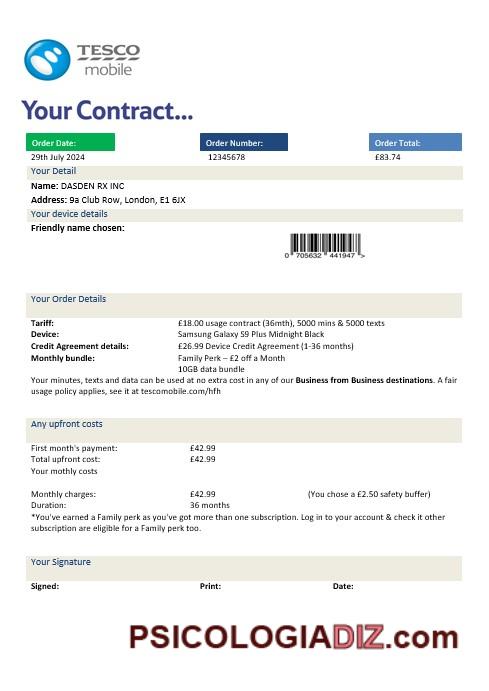 TESCO
mobile
Your Contract...
Order Date: Order Number: Order Total:
29th July 2024 12345678 £83.74
Your Detail
Name: DASDEN RX INC
Address: 9a Club Row, London, E1 6JX
Your device details
Friendly name chosen:
0 705632 441947 >
Your Order Details
Tariff: £18.00 usage contract (36mth), 5000 mins & 5000 texts
Device: Samsung Galaxy S9 Plus Midnight Black
Credit Agreement details: £26.99 Device Credit Agreement (1-36 months)
Monthly bundle: Family Perk – £2 off a Month
10GB data bundle
Your minutes, texts and data can be used at no extra cost in any of our Business from Business destinations. A fair
usage policy applies, see it at tescomobile.com/hfh
Any upfront costs
First month's payment: £42.99
Total upfront cost: £42.99
Your mothly costs
Monthly charges: £42.99 (You chose a £2.50 safety buffer)
Duration: 36 months
*You've earned a Family perk as you've got more than one subscription. Log in to your account & check it other
subscription are eligible for a Family perk too.
Your Signature
Signed: Print: Date:
PSICOLOGIADIZ.com